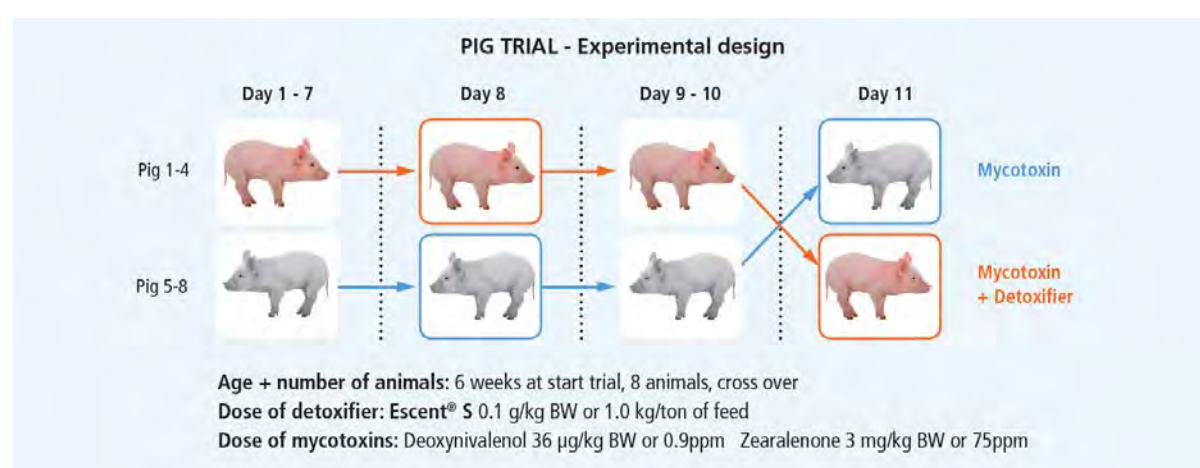 PIG TRIAL - Experimental design
Day 1 - 7
Day 8
Day 9 - 10
Day 11
Pig 1-4
Mycotoxin
Pig 5-8
Mycotoxin
+ Detoxifier
Age + number of animals: 6 weeks at start trial, 8 animals, cross over
Dose of detoxifier: Escent® S 0.1 g/kg BW or 1.0 kg/ton of feed
Dose of mycotoxins: Deoxynivalenol 36 µg/kg BW or 0.9ppm Zearalenone 3 mg/kg BW or 75ppm